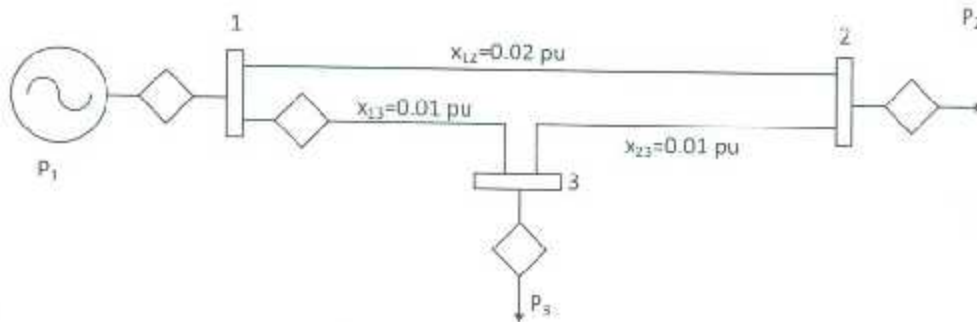 1
P₂
x₁₂=0.02 pu
2
x₁₃=0.01 pu
x₂₃=0.01 pu
P₁
3
P₃